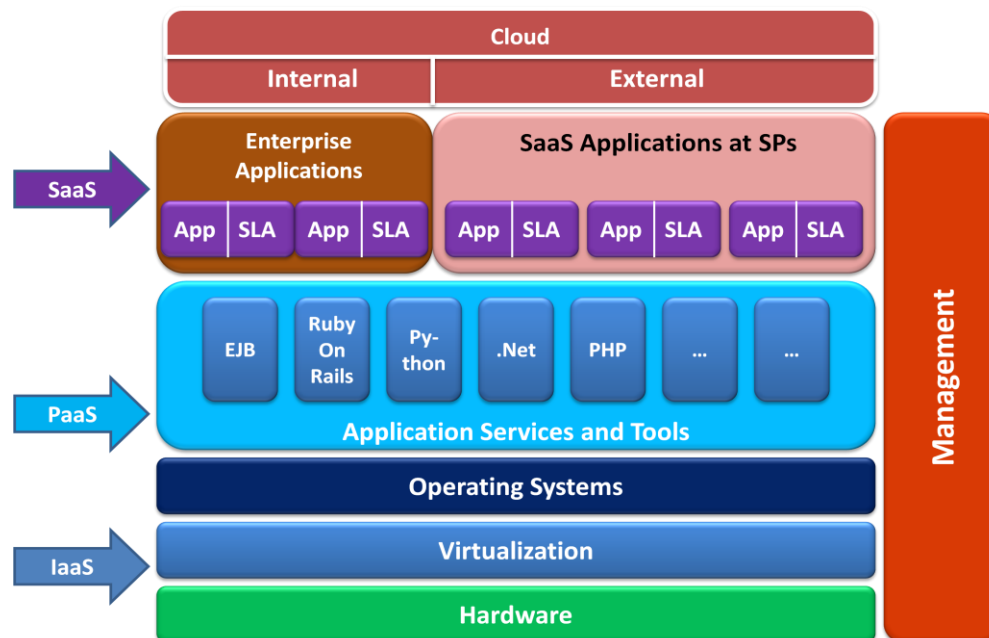 Cloud
Internal
External
Enterprise
Applications
SaaS Applications at SPs
SaaS
App SLA App SLA
App SLA App SLA App SLA
EJB
Ruby
On
Rails
Py-
thon
.Net
PHP
...
...
PaaS
Application Services and Tools
Operating Systems
Virtualization
IaaS
Hardware
Management